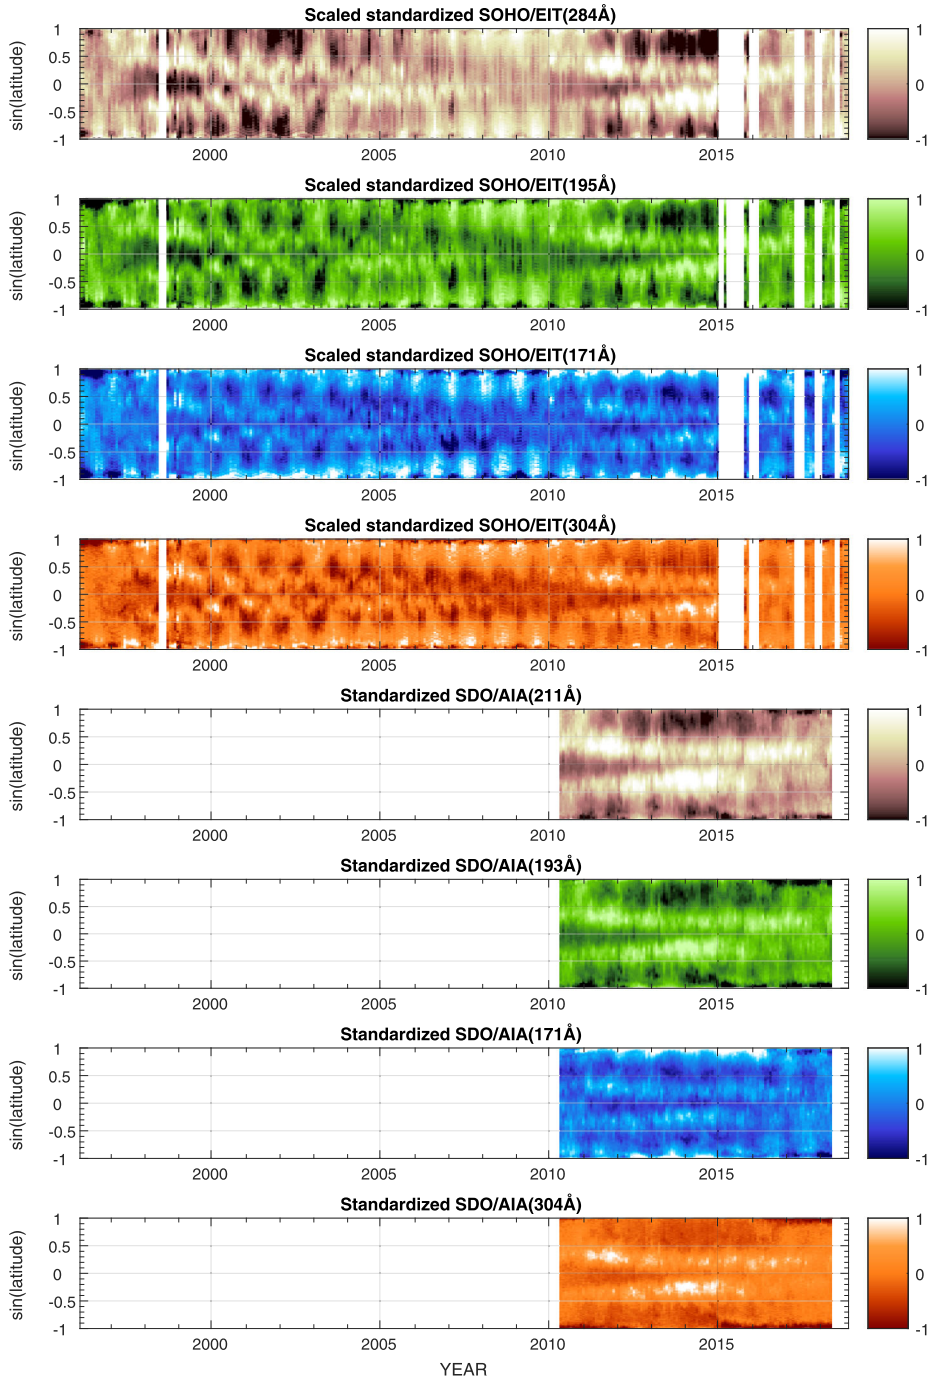 Scaled standardized SOHO/EIT(284Å)
sin(latitude)
1
0.5
0
-0.5
-1
2000 2005 2010 2015
1
0
-1
Scaled standardized SOHO/EIT(195Å)
sin(latitude)
1
0.5
0
-0.5
-1
2000 2005 2010 2015
1
0
-1
Scaled standardized SOHO/EIT(171Å)
sin(latitude)
1
0.5
0
-0.5
-1
2000 2005 2010 2015
1
0
-1
Scaled standardized SOHO/EIT(304Å)
sin(latitude)
1
0.5
0
-0.5
-1
2000 2005 2010 2015
1
0
-1
Standardized SDO/AIA(211Å)
sin(latitude)
1
0.5
0
-0.5
-1
2000 2005 2010 2015
1
0
-1
Standardized SDO/AIA(193Å)
sin(latitude)
1
0.5
0
-0.5
-1
2000 2005 2010 2015
1
0
-1
Standardized SDO/AIA(171Å)
sin(latitude)
1
0.5
0
-0.5
-1
2000 2005 2010 2015
1
0
-1
Standardized SDO/AIA(304Å)
sin(latitude)
1
0.5
0
-0.5
-1
2000 2005 2010 2015
1
0
-1
YEAR